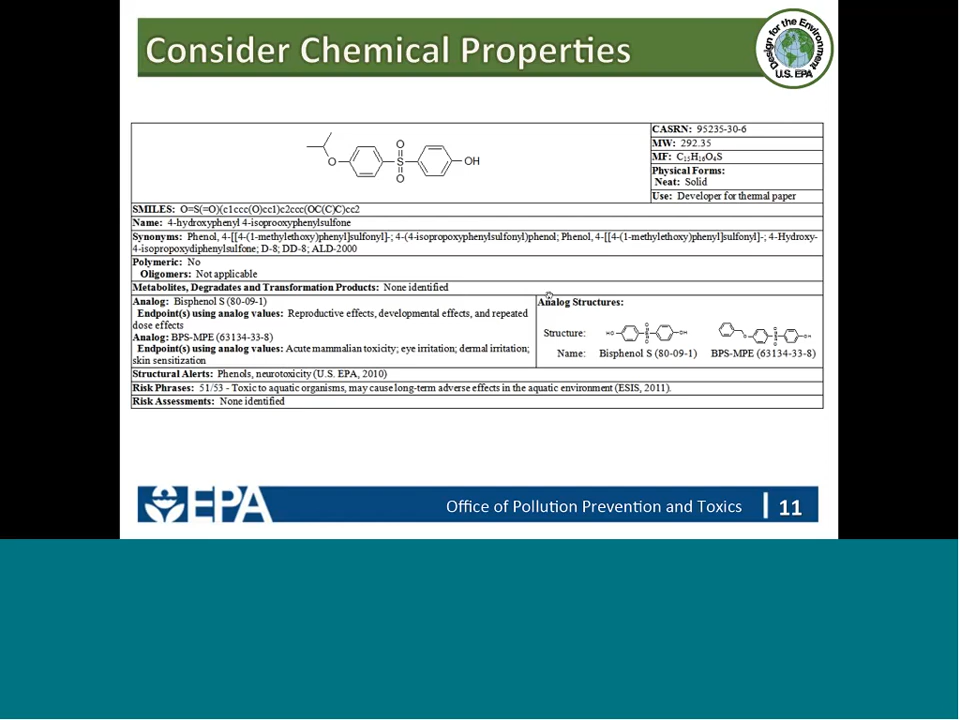 Consider Chemical Properties
Design for the Environment
U.S. EPA
O
O
S
O
OH
CASRN: 95235-30-6
MW: 292.35
MF: C₁₅H₁₆O₄S
Physical Forms:
Neat: Solid
Use: Developer for thermal paper
SMILES: O=S(=O)(c1ccc(O)cc1)c2ccc(OC(C)C)cc2
Name: 4-hydroxyphenyl 4-isoprooxyphenylsulfone
Synonyms: Phenol, 4-[[4-(1-methylethoxy)phenyl]sulfonyl]-; 4-(4-isopropoxyphenylsulfonyl)phenol; Phenol, 4-[[4-(1-methylethoxy)phenyl]sulfonyl]-; 4-Hydroxy-
4-isopropoxydiphenylsulfone; D-8; DD-8; ALD-2000
Polymeric: No
Oligomers: Not applicable
Metabolites, Degradates and Transformation Products: None identified
Analog: Bisphenol S (80-09-1)
Endpoint(s) using analog values: Reproductive effects, developmental effects, and repeated
dose effects
Analog: BPS-MPE (63134-33-8)
Endpoint(s) using analog values: Acute mammalian toxicity; eye irritation; dermal irritation;
skin sensitization
Analog Structures:
Structure:
Name: Bisphenol S (80-09-1) BPS-MPE (63134-33-8)
Structural Alerts: Phenols, neurotoxicity (U.S. EPA, 2010)
Risk Phrases: 51/53 - Toxic to aquatic organisms, may cause long-term adverse effects in the aquatic environment (ESIS, 2011).
Risk Assessments: None identified
EPA
Office of Pollution Prevention and Toxics
11